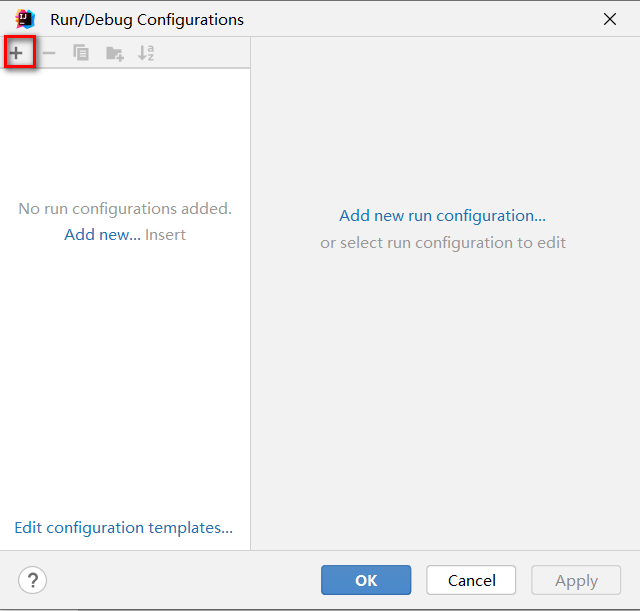 Run/Debug Configurations
No run configurations added.
Add new... Insert
Add new run configuration...
or select run configuration to edit
Edit configuration templates...
?
OK
Cancel
Apply